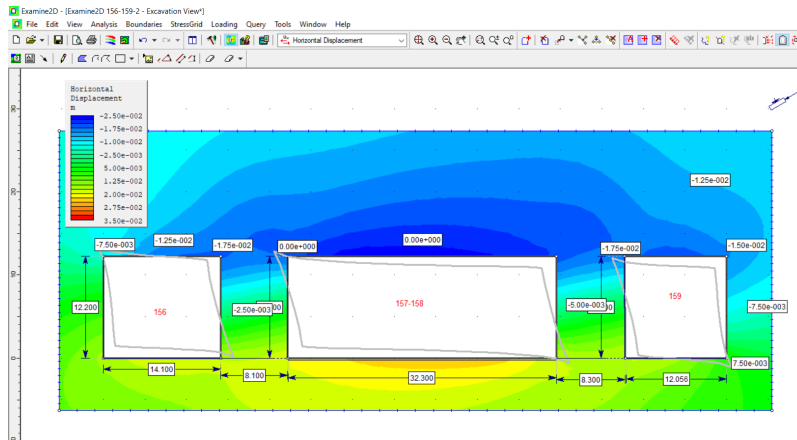 Examine2D - [Examine2D 156-159-2 - Excavation View*]
File Edit View Analysis Boundaries StressGrid Loading Query Tools Window Help
Horizontal Displacement
Horizontal
Displacement
m
-2.50e-002
-1.75e-002
-1.00e-002
-2.50e-003
5.00e-003
1.25e-002
2.00e-002
2.75e-002
3.50e-002
30
20
10
0
-1.25e-002
-7.50e-003
-1.25e-002
-1.75e-002
0.00e+000
0.00e+000
-1.75e-002
-1.50e-002
12.200
156
-2.50e-003
157-158
-5.00e-003
159
-7.50e-003
7.50e-003
14.100
8.100
32.300
8.300
12.056